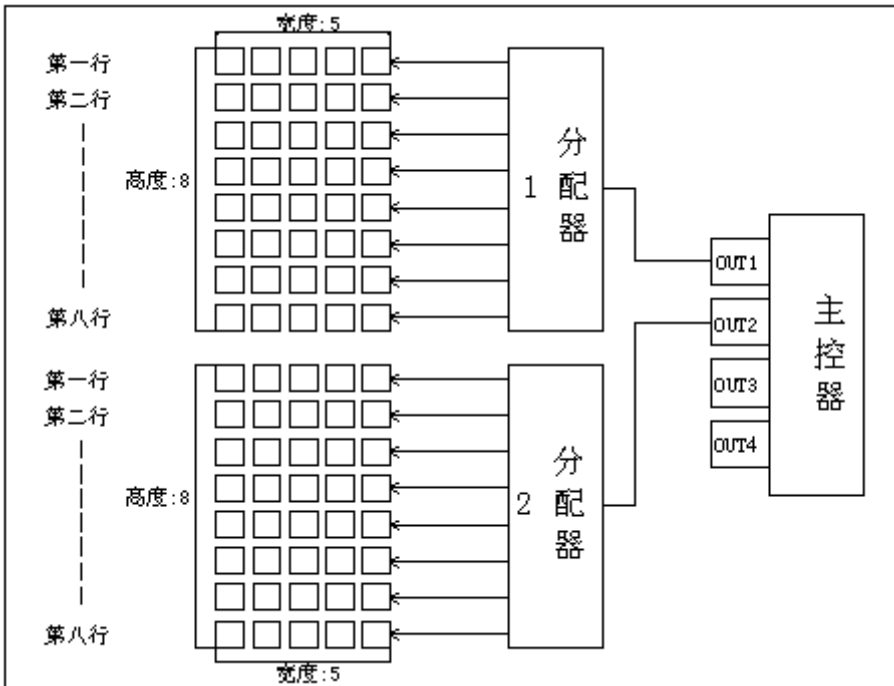 宽度:5
第一行
第二行
高度:8
第八行
1 分配器
OUT1
OUT2
OUT3
OUT4
主控器
第一行
第二行
高度:8
第八行
2 分配器
宽度:5